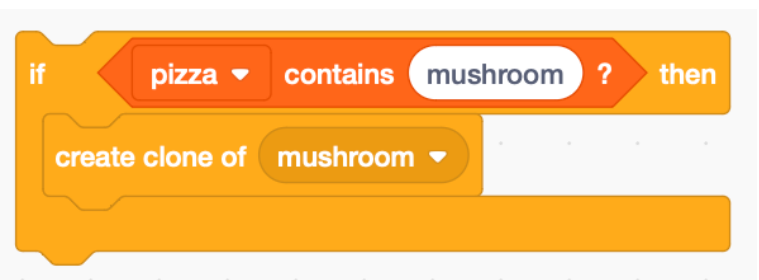 if pizza contains mushroom ? then
create clone of mushroom